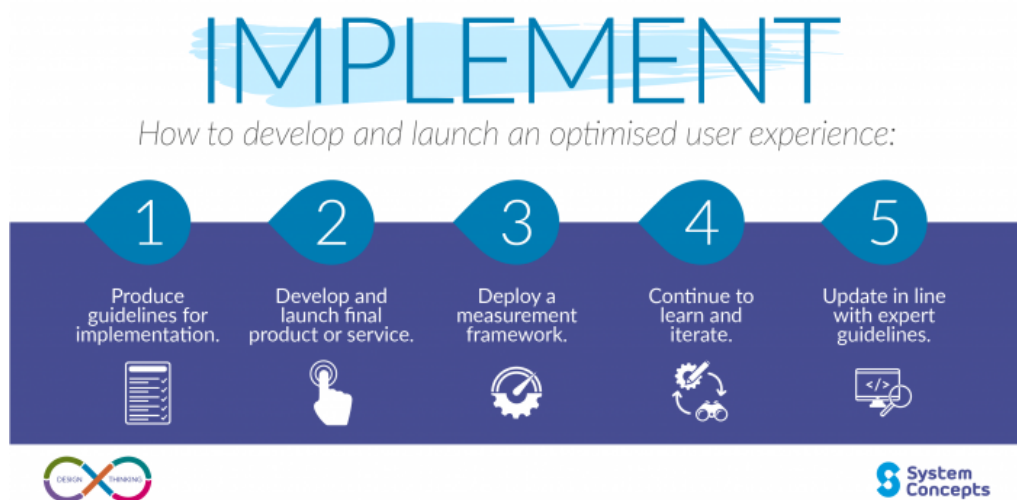 IMPLEMENT
How to develop and launch an optimised user experience:
1
Produce
guidelines for
implementation.
2
Develop and
launch final
product or service.
3
Deploy a
measurement
framework.
4
Continue to
learn and
iterate.
5
Update in line
with expert
guidelines.
</>
DESIGN THINKING
System
Concepts